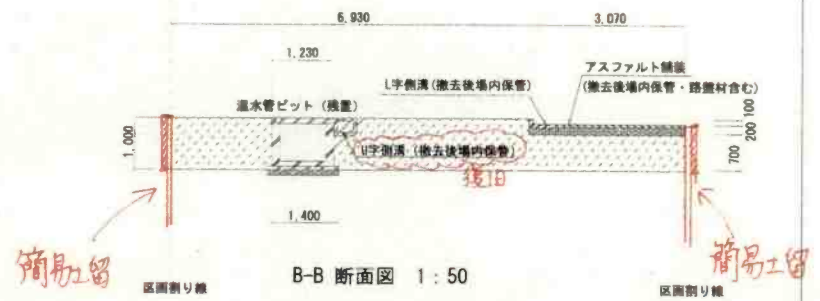 6,930
3,070
1,230
アスファルト舗装
L字側溝(撤去後場内保管)
(撤去後場内保管・路盤材含む)
温水管ピット(残置)
100
200
700
1,000
U字側溝(撤去後場内保管)
復旧
1,400
簡易土留
簡易土留
B-B 断面図 1:50
区画割り線
区画割り線